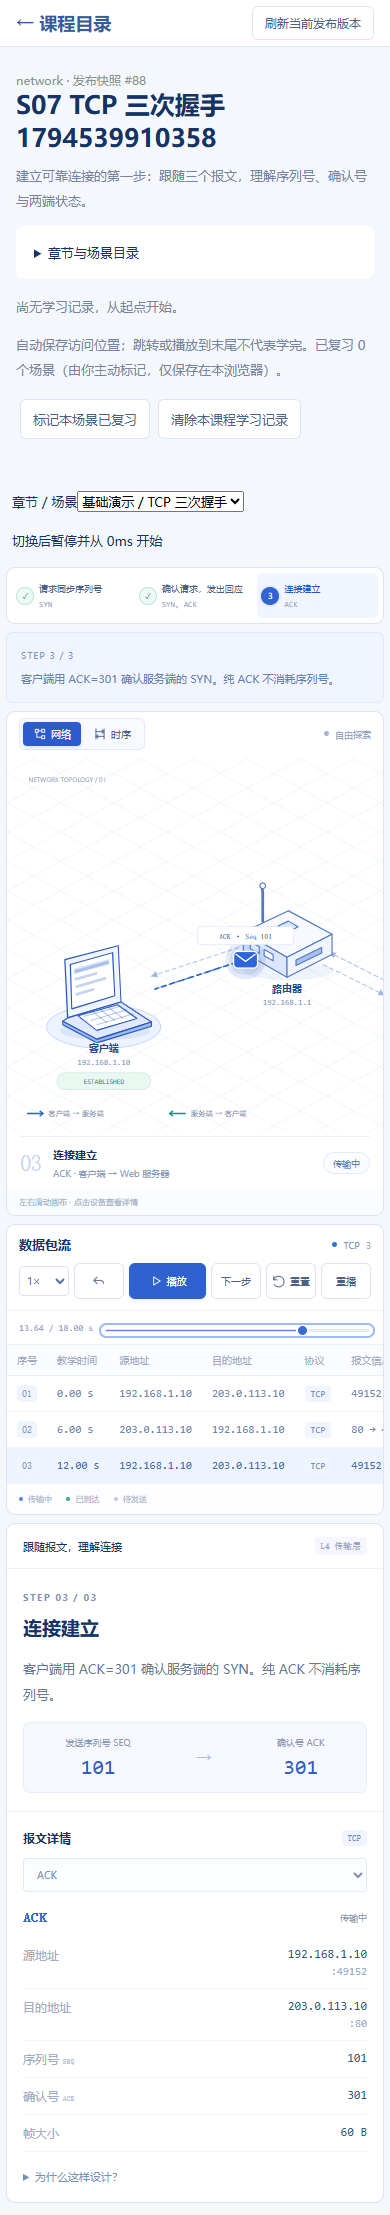 ← 课程目录
刷新当前发布版本
network · 发布快照 #88
S07 TCP 三次握手
1794539910358
建立可靠连接的第一步：跟随三个报文，理解序列号、确认号
与两端状态。
▶ 章节与场景目录
尚无学习记录，从起点开始。
自动保存访问位置；跳转或播放到末尾不代表学完。已复习 0
个场景（由你主动标记，仅保存在本浏览器）。
标记本场景已复习
清除本课程学习记录
章节 / 场景 基础演示 / TCP 三次握手
切换后暂停并从 0ms 开始
✓ 请求同步序列号
SYN
✓ 确认请求，发出回应
SYN, ACK
3 连接建立
ACK
STEP 3 / 3
客户端用 ACK=301 确认服务端的 SYN。纯 ACK 不消耗序列号。
网络
时序
自由探索
NETWORK TOPOLOGY / 01
ACK · Seq 101
路由器
192.168.1.1
客户端
192.168.1.10
ESTABLISHED
客户端 → 服务端
服务端 → 客户端
03 连接建立
ACK · 客户端 → Web 服务器
传输中
左右滑动画布 · 点击设备查看详情
数据包流
TCP 3
1×
播放
下一步
重置
重播
13.64 / 18.00 s
序号 教学时间 源地址 目的地址 协议 报文信
01 0.00 s 192.168.1.10 203.0.113.10 TCP 49152
02 6.00 s 203.0.113.10 192.168.1.10 TCP 80 →
03 12.00 s 192.168.1.10 203.0.113.10 TCP 49152
传输中 已到达 待发送
跟随报文，理解连接
L4 传输层
STEP 03 / 03
连接建立
客户端用 ACK=301 确认服务端的 SYN。纯 ACK 不消耗序
列号。
发送序列号 SEQ
101
→
确认号 ACK
301
报文详情
TCP
ACK
ACK
传输中
源地址 192.168.1.10
:49152
目的地址 203.0.113.10
:80
序列号 SEQ 101
确认号 ACK 301
帧大小 60 B
▶ 为什么这样设计？